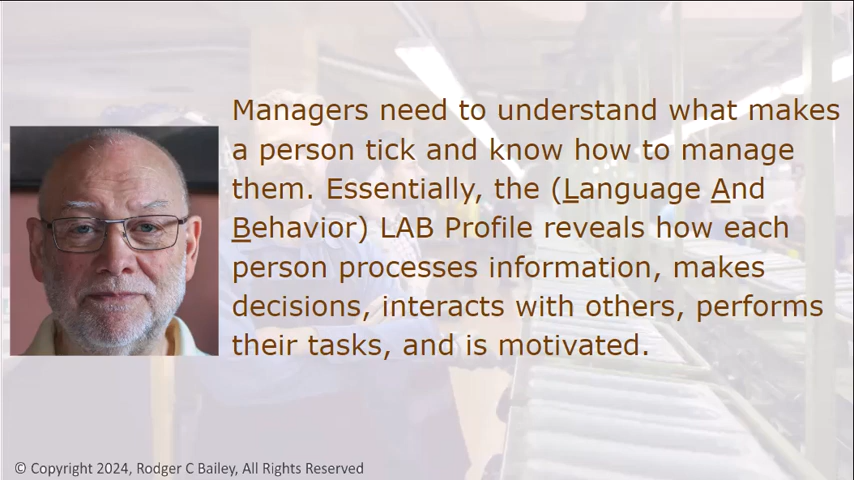 Managers need to understand what makes
a person tick and know how to manage
them. Essentially, the (Language And
Behavior) LAB Profile reveals how each
person processes information, makes
decisions, interacts with others, performs
their tasks, and is motivated.
© Copyright 2024, Rodger C Bailey, All Rights Reserved